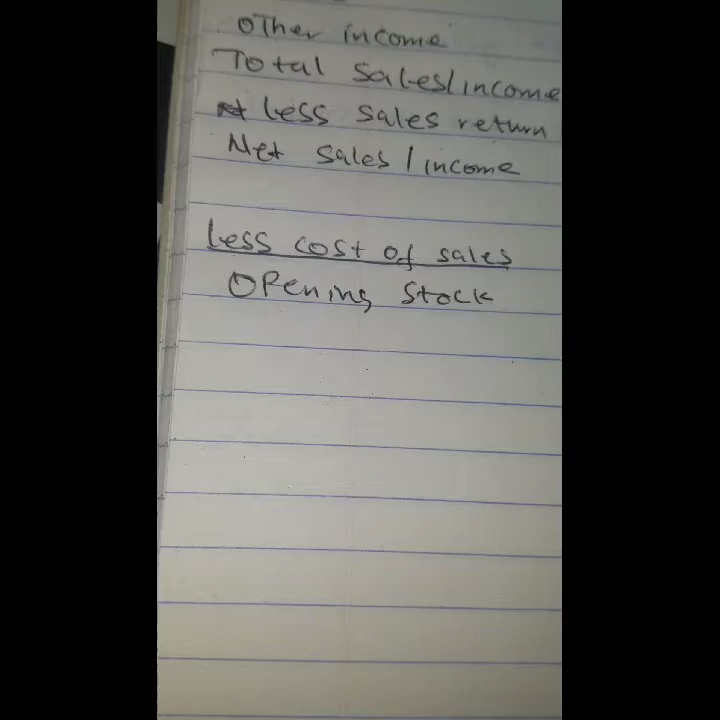 other income
Total sales/income
less sales return
Net sales/income
less cost of sales
Opening stock